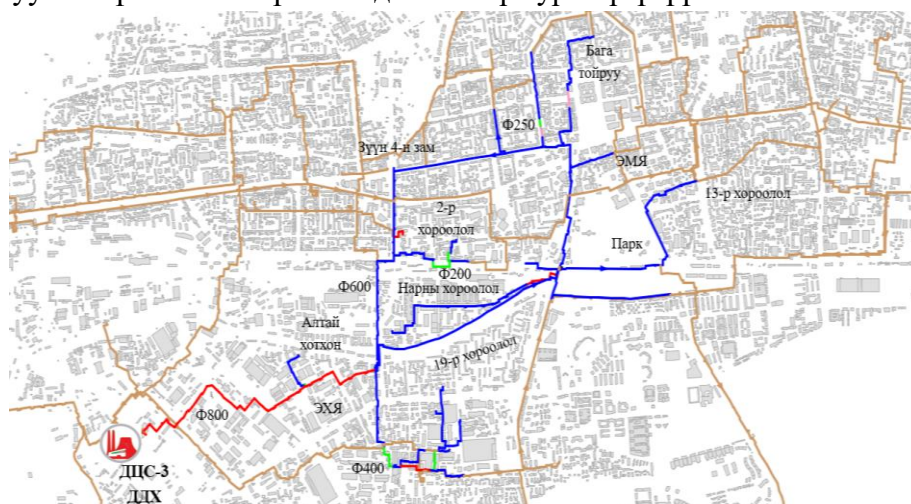 Бага
тойруу
Ф250
Зүүн 4-н зам
ЭМЯ
13-р хороолол
2-р
хороолол
Парк
Ф200
Ф600
Нарны хороолол
Алтай
хотхон
19-р хороолол
ЭХЯ
Ф800
Ф400
ДЦС-3
ДДХ